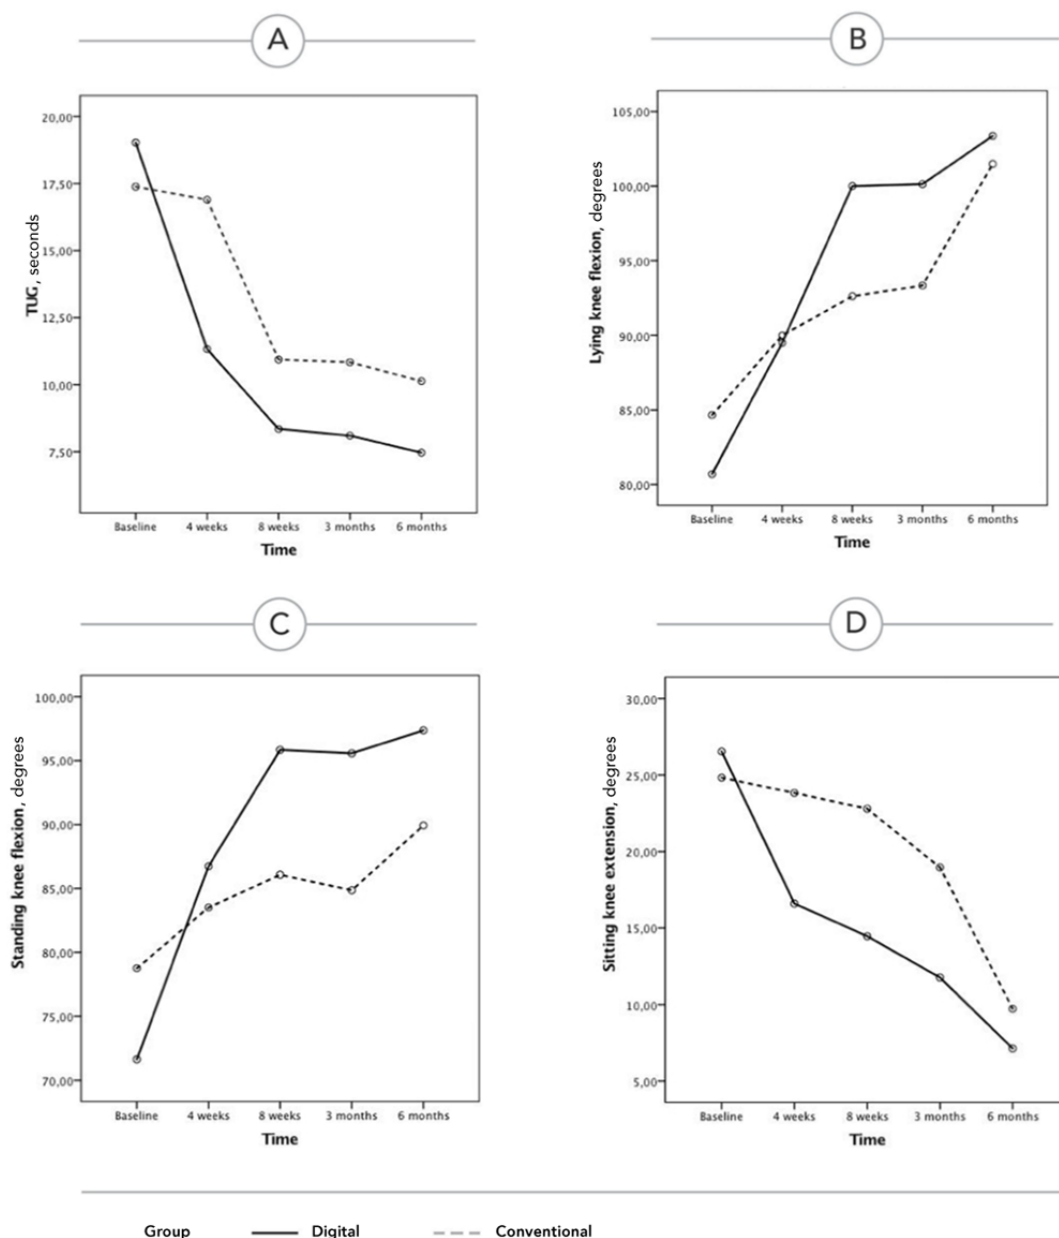 A
TUG, seconds
20,00
17,50
15,00
12,50
10,00
7,50
Baseline 4 weeks 8 weeks 3 months 6 months
Time
B
Lying knee flexion, degrees
105,00
100,00
95,00
90,00
85,00
80,00
Baseline 4 weeks 8 weeks 3 months 6 months
Time
C
Standing knee flexion, degrees
100,00
95,00
90,00
85,00
80,00
75,00
70,00
Baseline 4 weeks 8 weeks 3 months 6 months
Time
D
Sitting knee extension, degrees
30,00
25,00
20,00
15,00
10,00
5,00
Baseline 4 weeks 8 weeks 3 months 6 months
Time
Group Digital Conventional